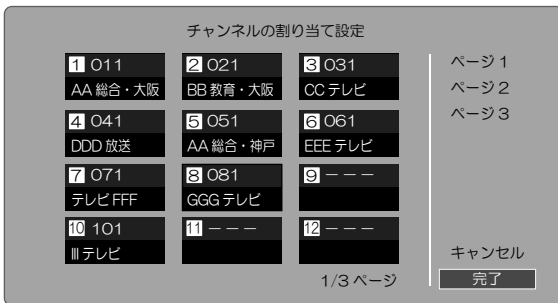 チャンネルの割り当て設定
1 011
2 021
3 031
AA 総合・大阪
BB 教育・大阪
CC テレビ
4 041
5 051
6 061
DDD 放送
AA 総合・神戸
EEE テレビ
7 071
8 081
9 －－－
テレビ FFF
GGG テレビ
10 101
11 －－－
12 －－－
III テレビ
1/3 ページ
ページ 1
ページ 2
ページ 3
キャンセル
完了